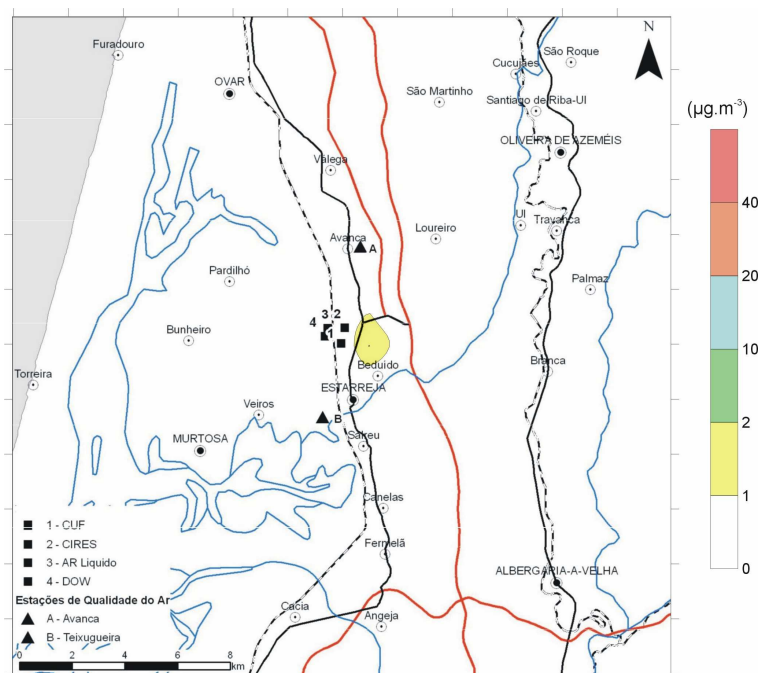 N
Furadouro
São Roque
Cucujães
OVAR
São Martinho
Santiago de Riba-Ul
OLIVEIRA DE AZEMÉIS
Válega
Ul
Travanca
Loureiro
Avanca
A
Pardilhó
Palmaz
3 2
4
1
Bunheiro
Beduido
Branca
Torreira
ESTARREJA
Veiros
B
MURTOSA
Salreu
Canelas
Fermelã
ALBERGARIA-A-VELHA
Cacia
Angeja
1 - CUF
2 - CIRES
3 - AR Liquido
4 - DOW
Estações de Qualidade do Ar
A - Avanca
B - Teixugueira
0 2 4 6 8
km
(µg.m-3)
40
20
10
2
1
0